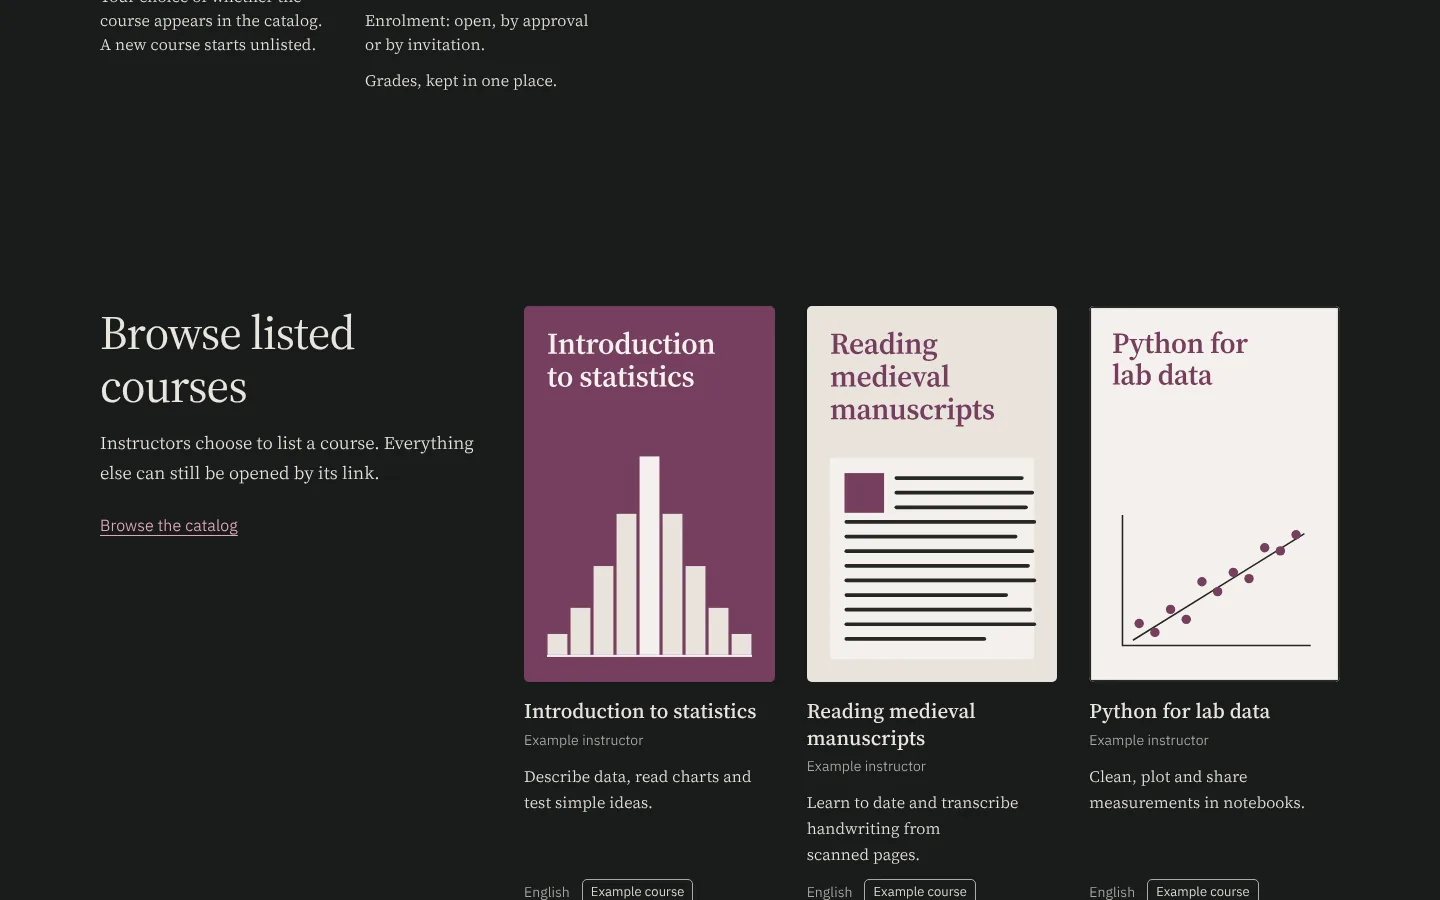 course appears in the catalog.
A new course starts unlisted.
Enrolment: open, by approval
or by invitation.
Grades, kept in one place.
Browse listed
courses
Instructors choose to list a course. Everything
else can still be opened by its link.
Browse the catalog
Introduction
to statistics
Introduction to statistics
Example instructor
Describe data, read charts and
test simple ideas.
English
Example course
Reading
medieval
manuscripts
Reading medieval
manuscripts
Example instructor
Learn to date and transcribe
handwriting from
scanned pages.
English
Example course
Python for
lab data
Python for lab data
Example instructor
Clean, plot and share
measurements in notebooks.
English
Example course